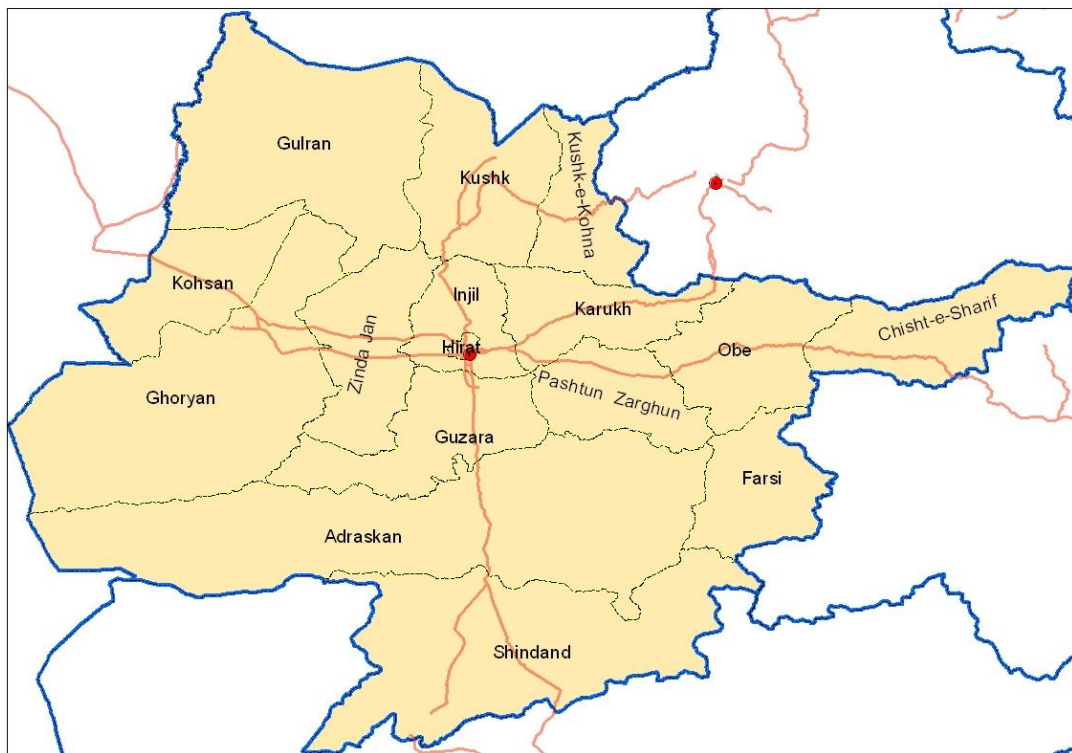 Gulran
Kushk
Kushk-e-Kohna
Kohsan
Injil
Karukh
Chisht-e-Sharif
Hirat
Obe
Zinda Jan
Ghoryan
Pashtun Zarghun
Guzara
Farsi
Adraskan
Shindand